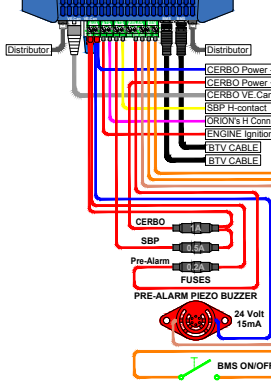 Distributor
Distributor
CERBO Power -
CERBO Power
CERBO VE.Can
SBP H-contact
ORION's H Conn
ENGINE Ignition
BTV CABLE
BTV CABLE
CERBO
1A
SBP
0.5A
Pre-Alarm
0.2A
FUSES
PRE-ALARM PIEZO BUZZER
24 Volt
15mA
BMS ON/OFF